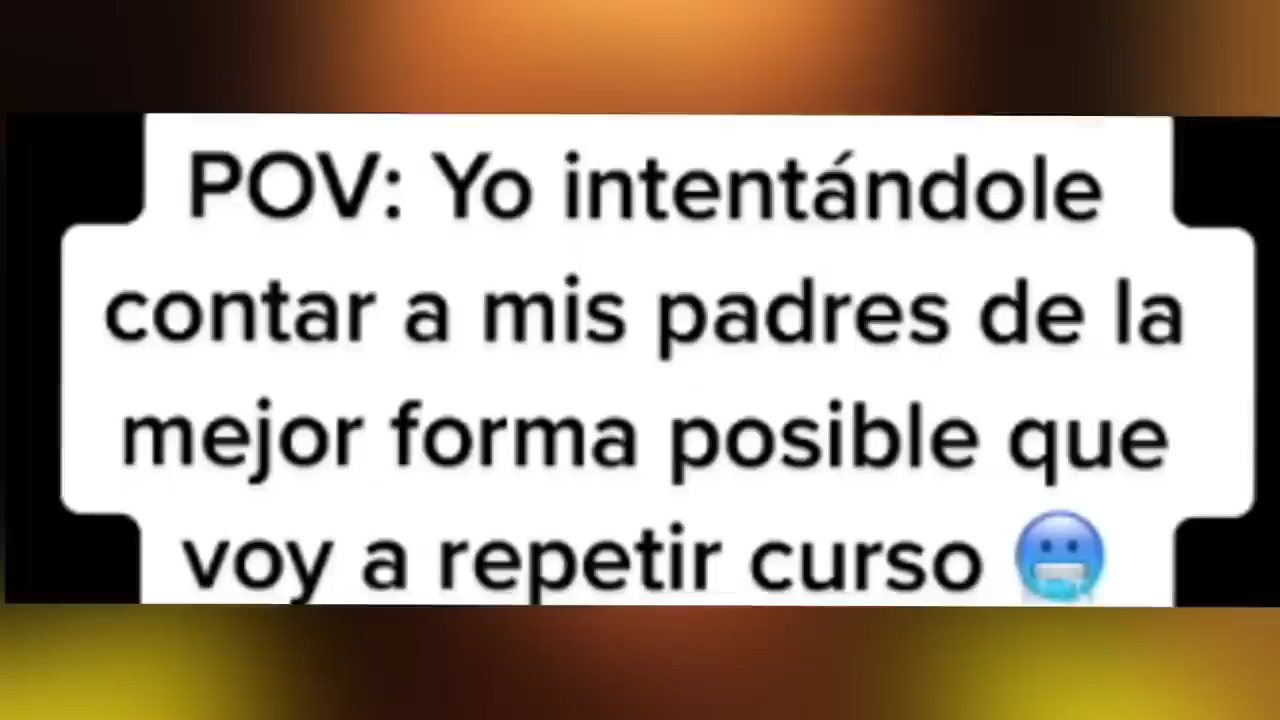 POV: Yo intentándole
contar a mis padres de la
mejor forma posible que
voy a repetir curso 🥶